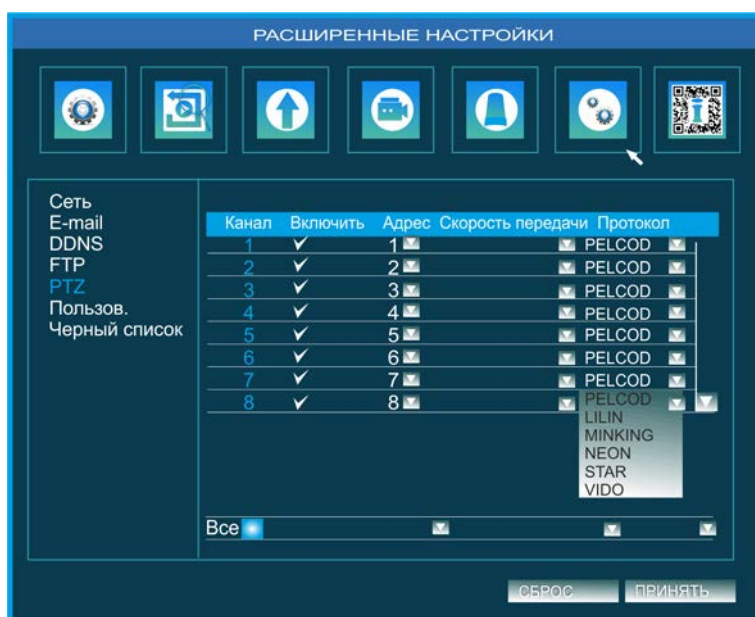 РАСШИРЕННЫЕ НАСТРОЙКИ
Сеть
E-mail
DDNS
FTP
PTZ
Пользов.
Черный список
Канал Включить Адрес Скорость передачи Протокол
1 1 PELCOD
2 2 PELCOD
3 3 PELCOD
4 4 PELCOD
5 5 PELCOD
6 6 PELCOD
7 7 PELCOD
8 8 PELCOD
LILIN
MINKING
NEON
STAR
VIDO
Все
СБРОС ПРИНЯТЬ